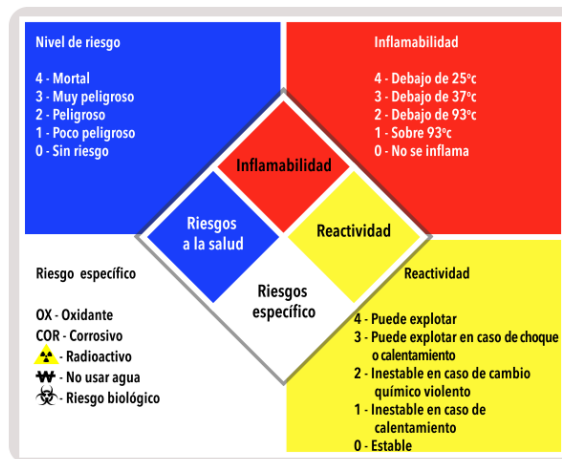 Nivel de riesgo
4 - Mortal
3 - Muy peligroso
2 - Peligroso
1 - Poco peligroso
0 - Sin riesgo
Inflamabilidad
4 - Debajo de 25ºc
3 - Debajo de 37ºc
2 - Debajo de 93ºc
1 - Sobre 93ºc
0 - No se inflama
Inflamabilidad
Riesgos
a la salud
Reactividad
Riesgos
específico
Riesgo específico
OX - Oxidante
COR - Corrosivo
- Radioactivo
W - No usar agua
- Riesgo biológico
Reactividad
4 - Puede explotar
3 - Puede explotar en caso de choque
o calentamiento
2 - Inestable en caso de cambio
químico violento
1 - Inestable en caso de
calentamiento
0 - Estable